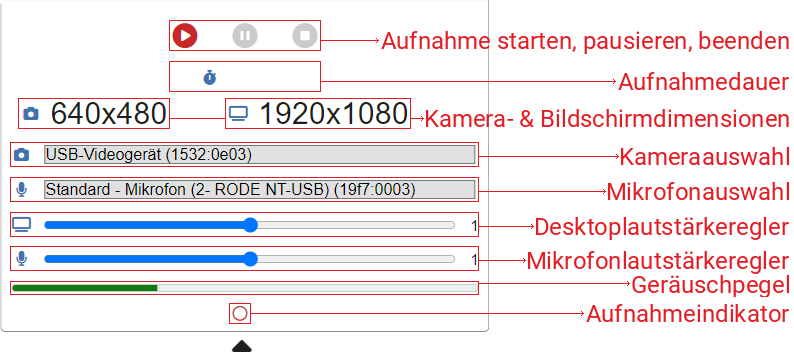 Aufnahme starten, pausieren, beenden
Aufnahmedauer
640x480 1920x1080 Kamera- & Bildschirmdimensionen
USB-Videogerät (1532:0e03) Kameraauswahl
Standard - Mikrofon (2- RODE NT-USB) (19f7:0003) Mikrofonauswahl
1 Desktoplautstärkeregler
1 Mikrofonlautstärkeregler
Geräuschpegel
Aufnahmeindikator